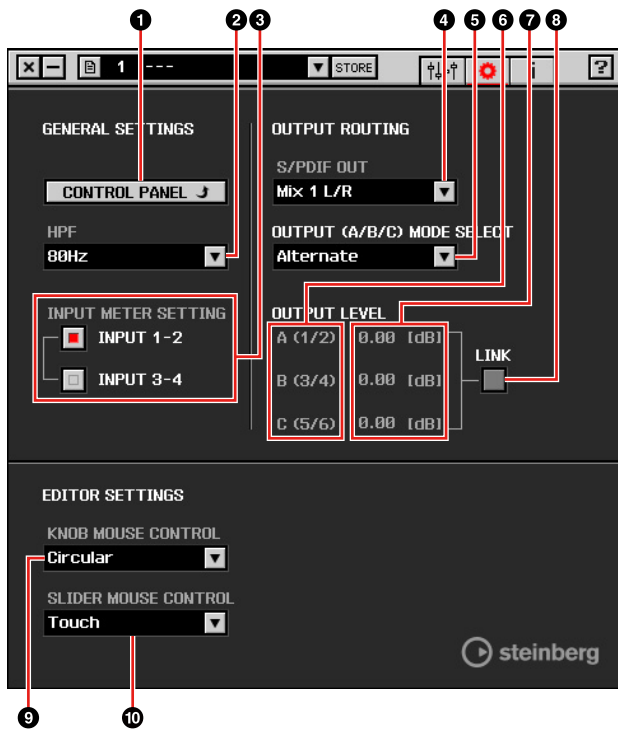 1 2 3 4 5 6 7 8
1 --- STORE i ?
GENERAL SETTINGS
CONTROL PANEL
HPF
80Hz
INPUT METER SETTING
INPUT 1-2
INPUT 3-4
OUTPUT ROUTING
S/PDIF OUT
Mix 1 L/R
OUTPUT (A/B/C) MODE SELECT
Alternate
OUTPUT LEVEL
A (1/2) 0.00 [dB]
B (3/4) 0.00 [dB]
C (5/6) 0.00 [dB]
LINK
EDITOR SETTINGS
KNOB MOUSE CONTROL
Circular
SLIDER MOUSE CONTROL
Touch
steinberg
9 10